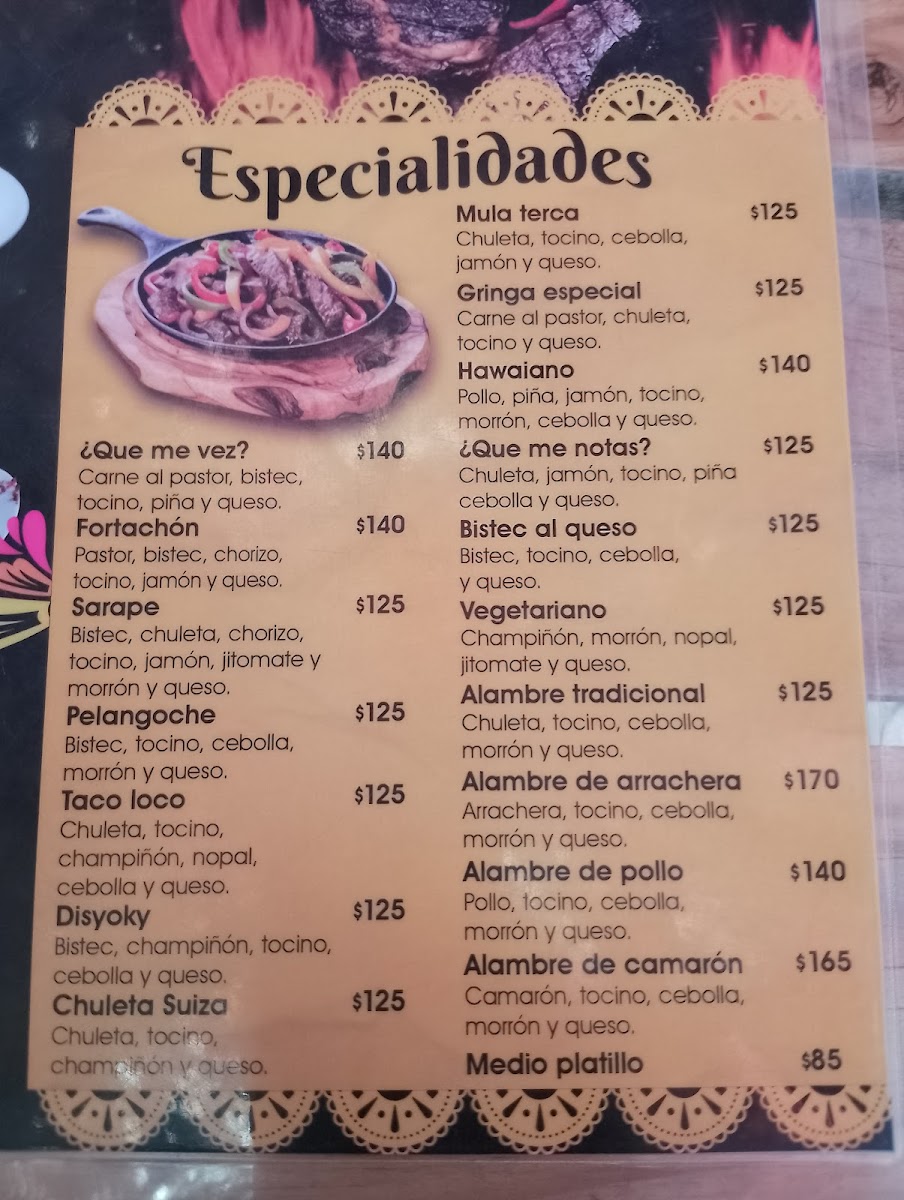 Especialidades
¿Que me vez? $140
Carne al pastor, bistec,
tocino, piña y queso.
Fortachón $140
Pastor, bistec, chorizo,
tocino, jamón y queso.
Sarape $125
Bistec, chuleta, chorizo,
tocino, jamón, jitomate y
morrón y queso.
Pelangoche $125
Bistec, tocino, cebolla,
morrón y queso.
Taco loco $125
Chuleta, tocino,
champiñón, nopal,
cebolla y queso.
Disyoky $125
Bistec, champiñón, tocino,
cebolla y queso.
Chuleta Suiza $125
Chuleta, tocino,
champiñón y queso.
Mula terca $125
Chuleta, tocino, cebolla,
jamón y queso.
Gringa especial $125
Carne al pastor, chuleta,
tocino y queso.
Hawaiano $140
Pollo, piña, jamón, tocino,
morrón, cebolla y queso.
¿Que me notas? $125
Chuleta, jamón, tocino, piña
cebolla y queso.
Bistec al queso $125
Bistec, tocino, cebolla,
y queso.
Vegetariano $125
Champiñón, morrón, nopal,
jitomate y queso.
Alambre tradicional $125
Chuleta, tocino, cebolla,
morrón y queso.
Alambre de arrachera $170
Arrachera, tocino, cebolla,
morrón y queso.
Alambre de pollo $140
Pollo, tocino, cebolla,
morrón y queso.
Alambre de camarón $165
Camarón, tocino, cebolla,
morrón y queso.
Medio platillo $85